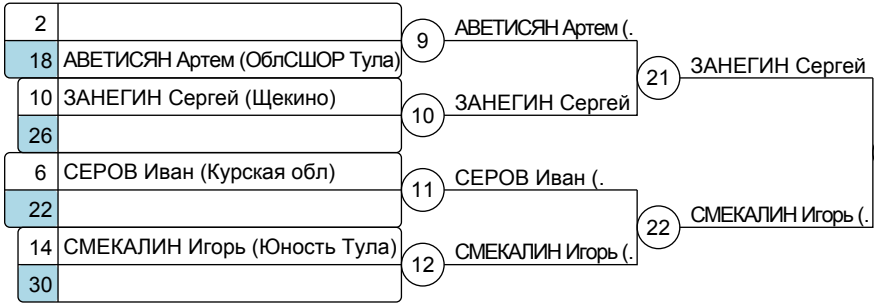 2
18 АВЕТИСЯН Артем (ОблСШОР Тула)
9 АВЕТИСЯН Артем (.
10 ЗАНЕГИН Сергей (Щекино)
26
10 ЗАНЕГИН Сергей
21 ЗАНЕГИН Сергей
6 СЕРОВ Иван (Курская обл)
22
11 СЕРОВ Иван (.
14 СМЕКАЛИН Игорь (Юность Тула)
30
12 СМЕКАЛИН Игорь (.
22 СМЕКАЛИН Игорь (.